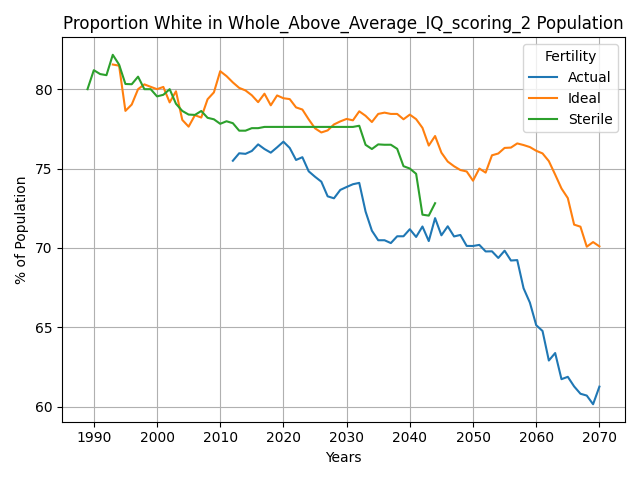 Proportion White in Whole_Above_Average_IQ_scoring_2 Population
Fertility
Actual
Ideal
Sterile
% of Population
80
75
70
65
60
1990 2000 2010 2020 2030 2040 2050 2060 2070
Years